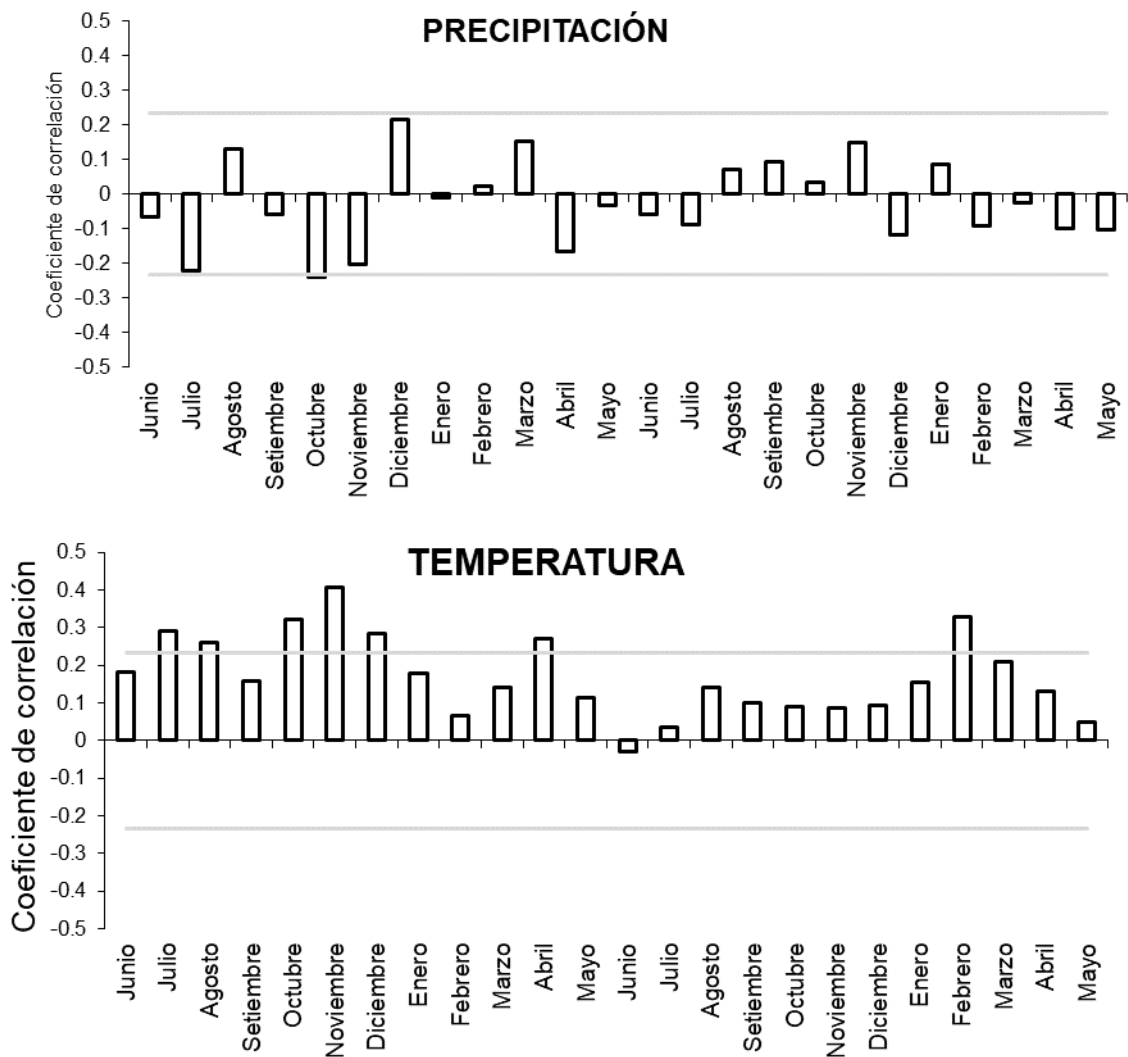 PRECIPITACIÓN
Coeficiente de correlación
0.5
0.4
0.3
0.2
0.1
0
-0.1
-0.2
-0.3
-0.4
-0.5
Junio
Julio
Agosto
Setiembre
Octubre
Noviembre
Diciembre
Enero
Febrero
Marzo
Abril
Mayo
Junio
Julio
Agosto
Setiembre
Octubre
Noviembre
Diciembre
Enero
Febrero
Marzo
Abril
Mayo
TEMPERATURA
Coeficiente de correlación
0.5
0.4
0.3
0.2
0.1
0
-0.1
-0.2
-0.3
-0.4
-0.5
Junio
Julio
Agosto
Setiembre
Octubre
Noviembre
Diciembre
Enero
Febrero
Marzo
Abril
Mayo
Junio
Julio
Agosto
Setiembre
Octubre
Noviembre
Diciembre
Enero
Febrero
Marzo
Abril
Mayo